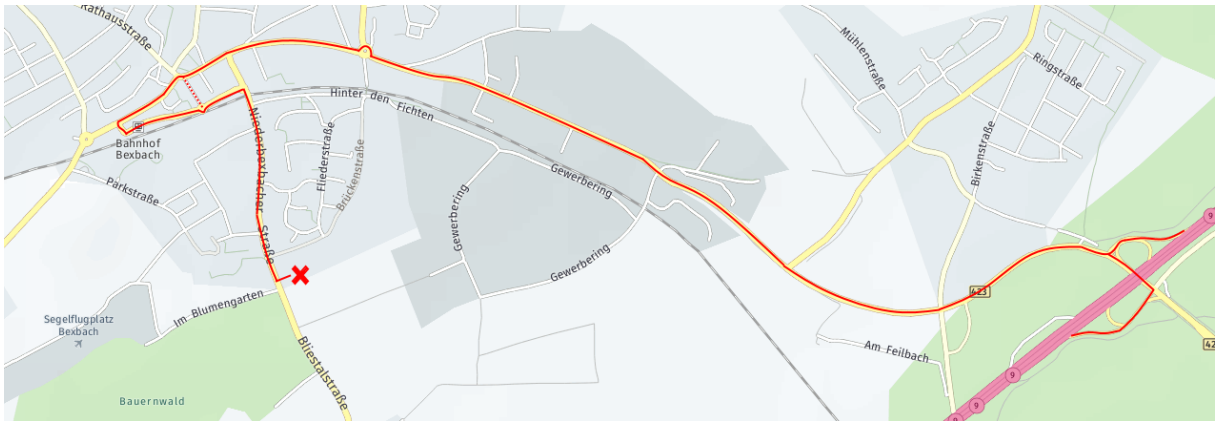 Rathausstraße
Mühlenstraße
Ringstraße
Hinter den Fichten
Bahnhof
Bexbach
Niederbexbacher Straße
Fliederstraße
Brückenstraße
Birkenstraße
Parkstraße
Gewerbering
Gewerbering
Gewerbering
9
423
Im Blumengarten
Segelflugplatz
Bexbach
Bliestalstraße
Am Feilbach
42
9
9
9
Bauernwald